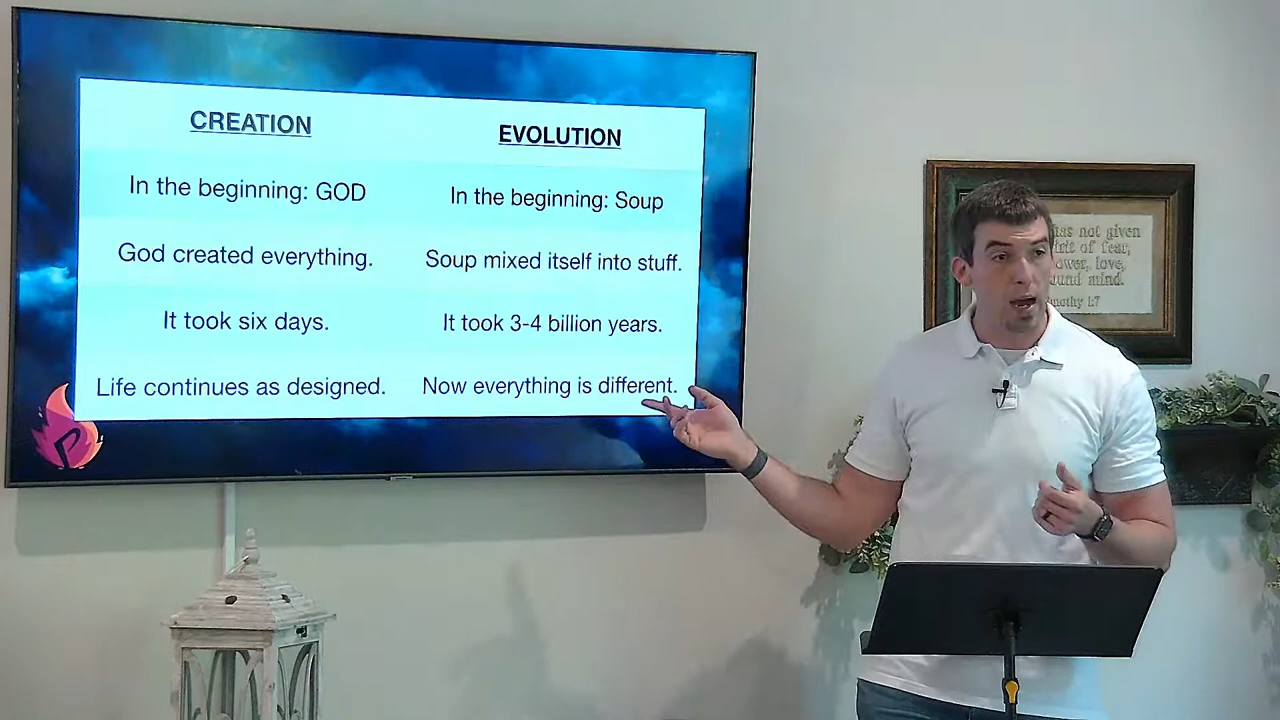 CREATION
EVOLUTION
In the beginning: GOD
In the beginning: Soup
God created everything.
Soup mixed itself into stuff.
It took six days.
It took 3-4 billion years.
Life continues as designed.
Now everything is different.
P
has not given
of fear,
love,
mind.
1:7